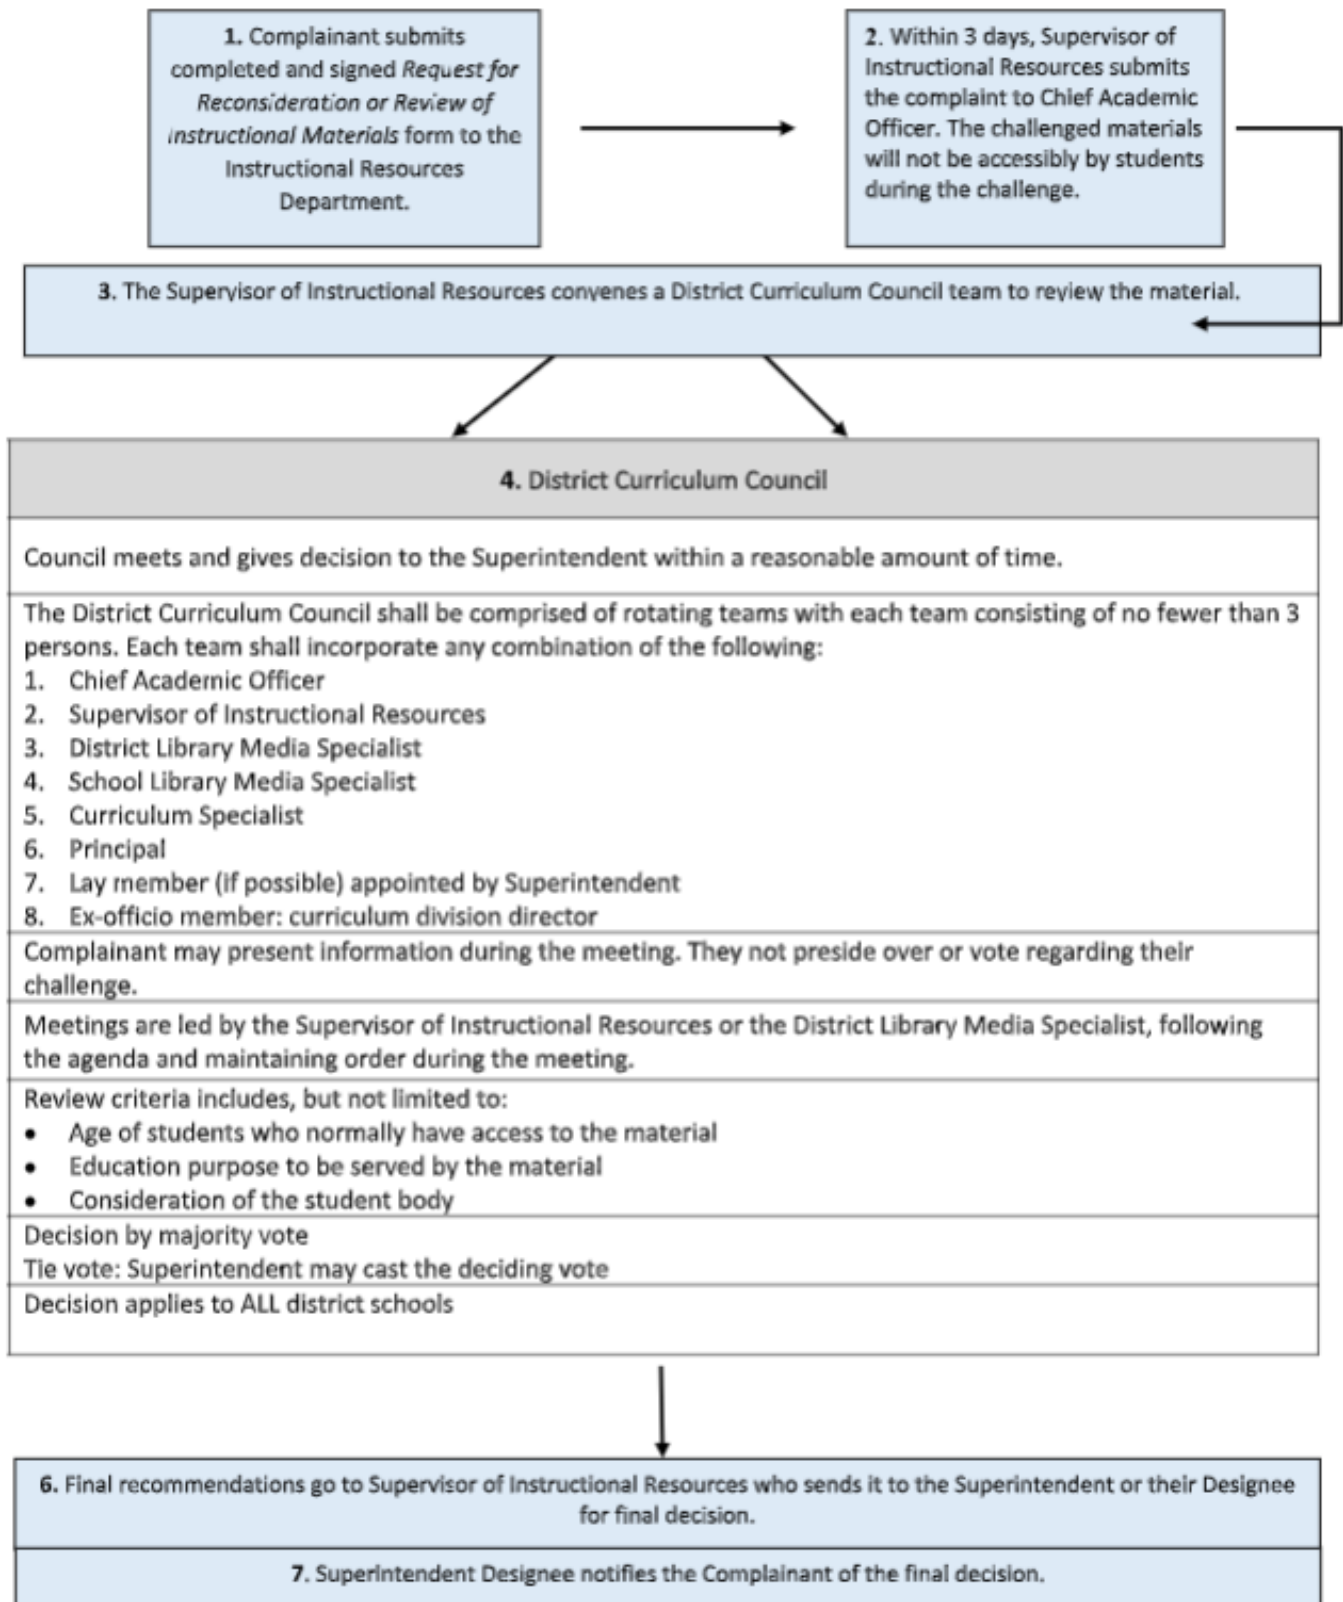 1. Complainant submits
completed and signed Request for
Reconsideration or Review of
Instructional Materials form to the
Instructional Resources
Department.
2. Within 3 days, Supervisor of
Instructional Resources submits
the complaint to Chief Academic
Officer. The challenged materials
will not be accessibly by students
during the challenge.
3. The Supervisor of Instructional Resources convenes a District Curriculum Council team to review the material.
4. District Curriculum Council
Council meets and gives decision to the Superintendent within a reasonable amount of time.
The District Curriculum Council shall be comprised of rotating teams with each team consisting of no fewer than 3
persons. Each team shall incorporate any combination of the following:
1. Chief Academic Officer
2. Supervisor of Instructional Resources
3. District Library Media Specialist
4. School Library Media Specialist
5. Curriculum Specialist
6. Principal
7. Lay member (if possible) appointed by Superintendent
8. Ex-officio member: curriculum division director
Complainant may present information during the meeting. They not preside over or vote regarding their
challenge.
Meetings are led by the Supervisor of Instructional Resources or the District Library Media Specialist, following
the agenda and maintaining order during the meeting.
Review criteria includes, but not limited to:
• Age of students who normally have access to the material
• Education purpose to be served by the material
• Consideration of the student body
Decision by majority vote
Tie vote: Superintendent may cast the deciding vote
Decision applies to ALL district schools
6. Final recommendations go to Supervisor of Instructional Resources who sends it to the Superintendent or their Designee
for final decision.
7. Superintendent Designee notifies the Complainant of the final decision.